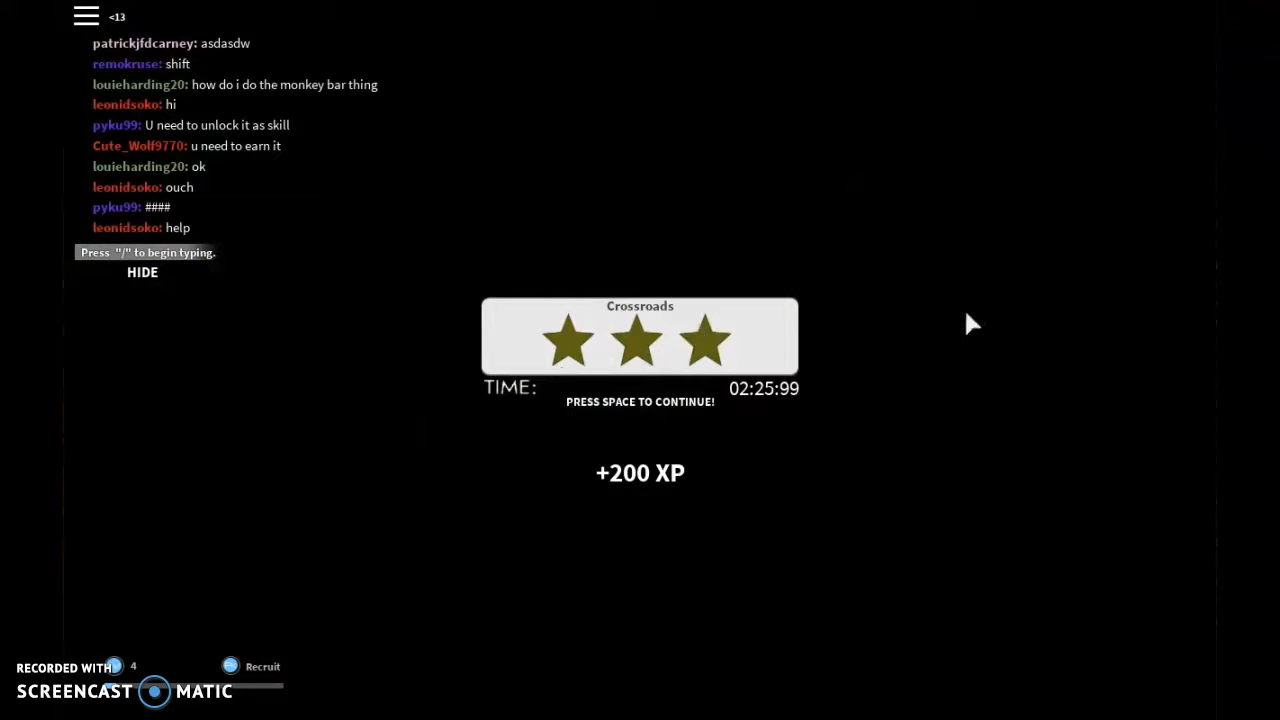 <13
patrickjfdcarney: asdasdw
remokruse: shift
louieharding20: how do i do the monkey bar thing
leonidsoko: hi
pyku99: U need to unlock it as skill
Cute_Wolf9770: u need to earn it
louieharding20: ok
leonidsoko: ouch
pyku99: ####
leonidsoko: help
Press "/" to begin typing.
HIDE
Crossroads
TIME: 02:25:99
PRESS SPACE TO CONTINUE!
+200 XP
4 Recruit
RECORDED WITH
SCREENCAST MATIC